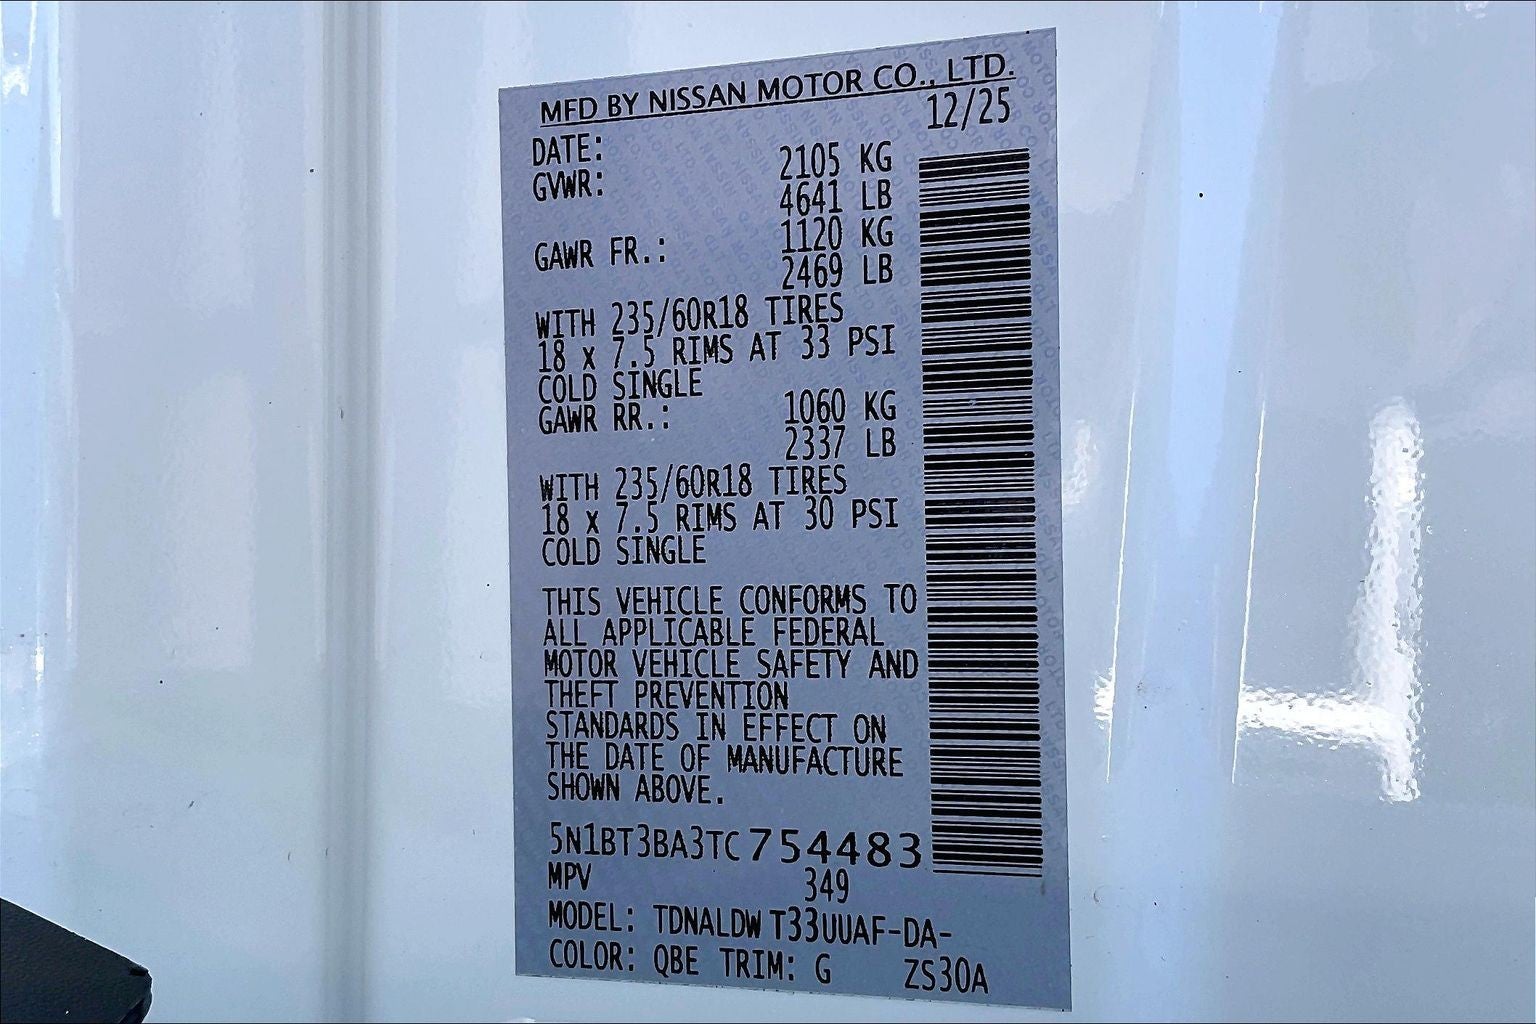 MFD BY NISSAN MOTOR CO., LTD.
DATE: 12/25
GVWR: 2105 KG
4641 LB
GAWR FR.: 1120 KG
2469 LB
WITH 235/60R18 TIRES
18 x 7.5 RIMS AT 33 PSI
COLD SINGLE
GAWR RR.: 1060 KG
2337 LB
WITH 235/60R18 TIRES
18 x 7.5 RIMS AT 30 PSI
COLD SINGLE
THIS VEHICLE CONFORMS TO
ALL APPLICABLE FEDERAL
MOTOR VEHICLE SAFETY AND
THEFT PREVENTION
STANDARDS IN EFFECT ON
THE DATE OF MANUFACTURE
SHOWN ABOVE.
5N1BT3BA3TC754483
MPV 349
MODEL: TDNALDW T33UUAF-DA-
COLOR: QBE TRIM: G ZS30A